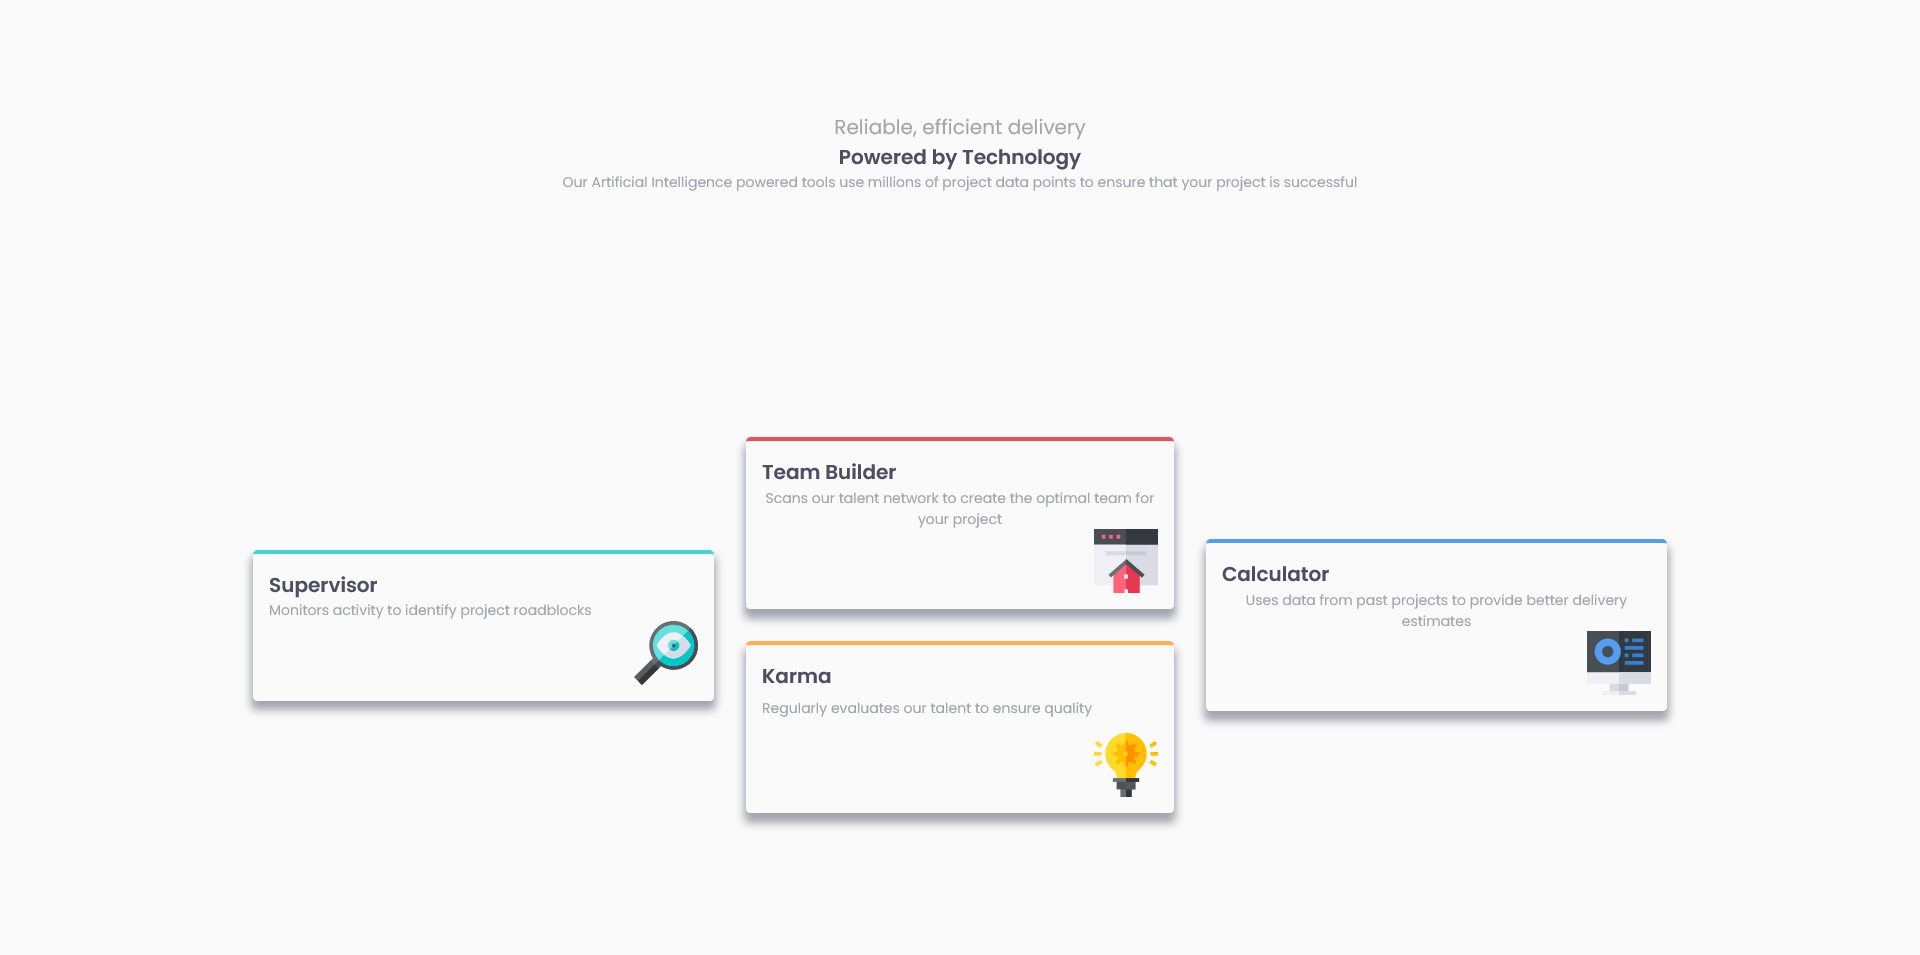 Reliable, efficient delivery
Powered by Technology
Our Artificial Intelligence powered tools use millions of project data points to ensure that your project is successful
Supervisor
Monitors activity to identify project roadblocks
Team Builder
Scans our talent network to create the optimal team for
your project
Karma
Regularly evaluates our talent to ensure quality
Calculator
Uses data from past projects to provide better delivery
estimates